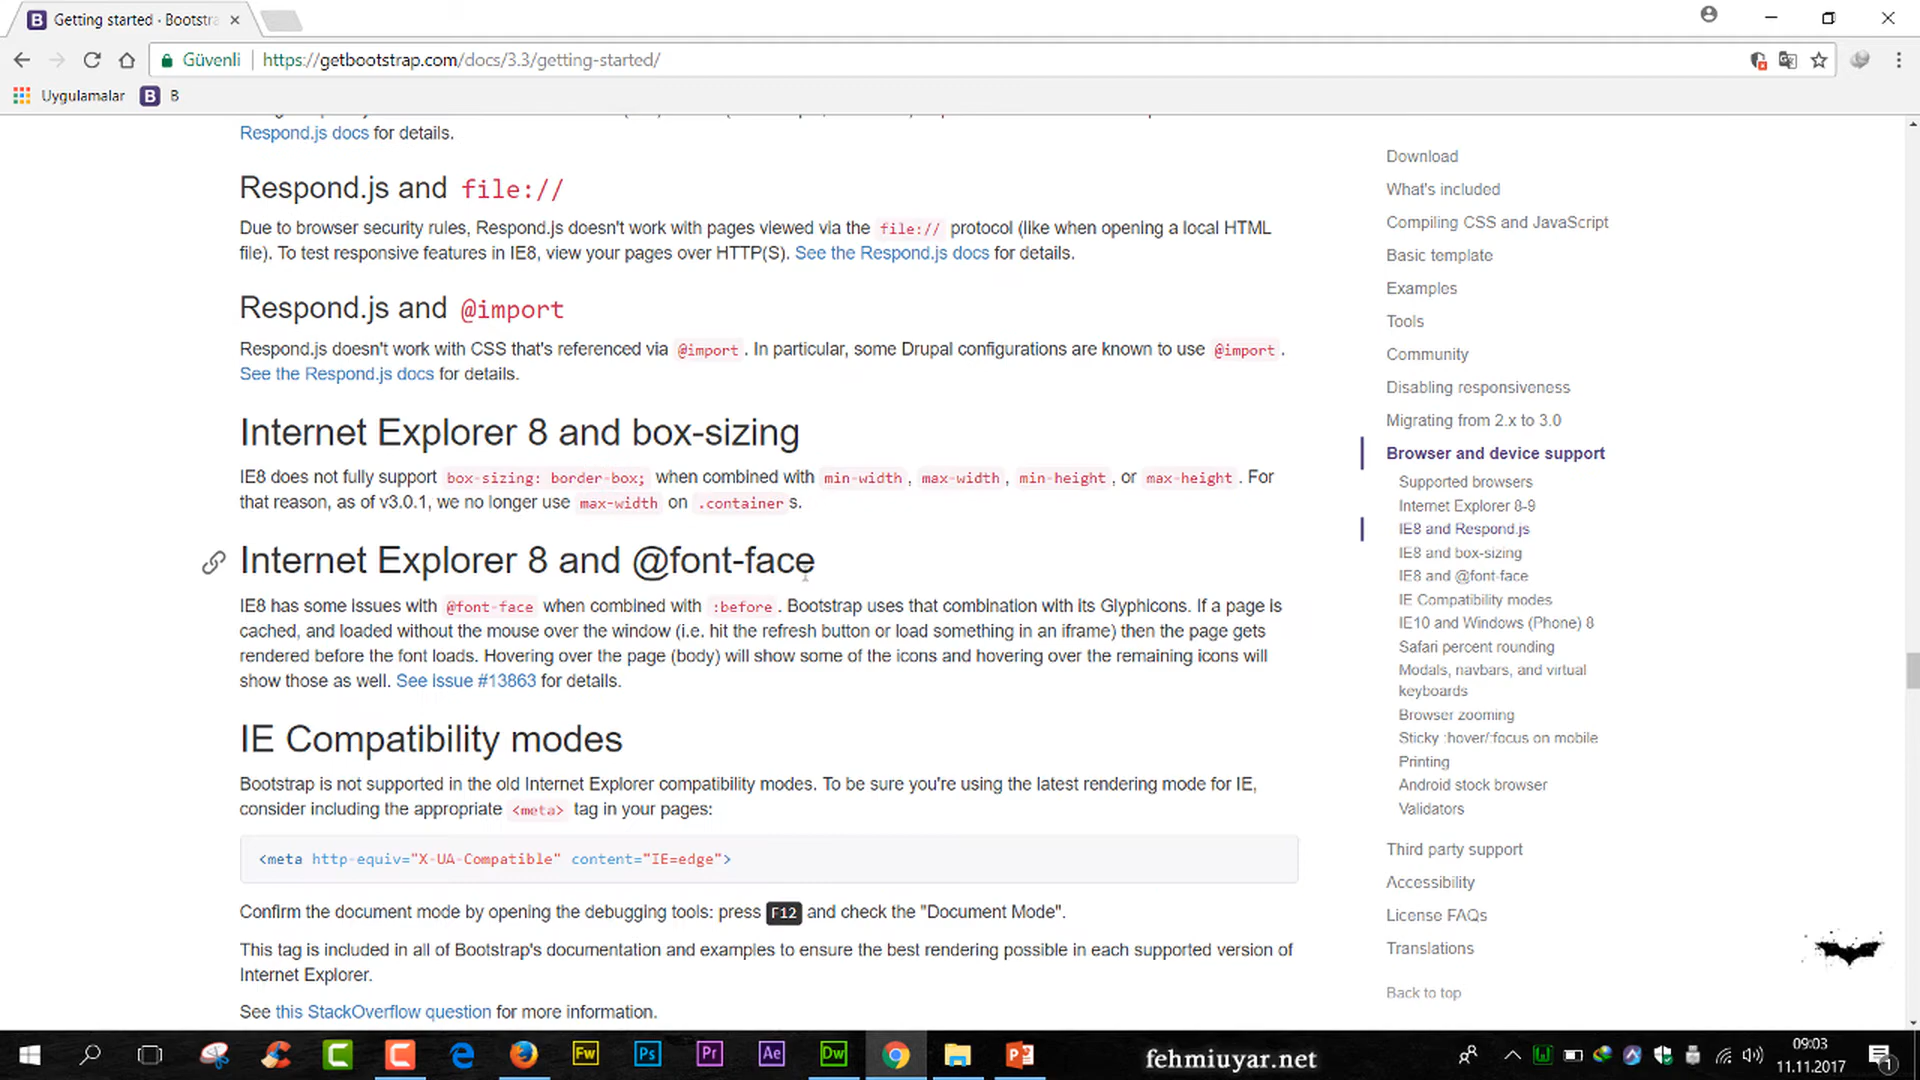 Getting started · Bootstra
Güvenli
https://getbootstrap.com/docs/3.3/getting-started/
Uygulamalar
B
Respond.js docs for details.
Respond.js and file://
Due to browser security rules, Respond.js doesn't work with pages viewed via the file:// protocol (like when opening a local HTML
file). To test responsive features in IE8, view your pages over HTTP(S). See the Respond.js docs for details.
Respond.js and @import
Respond.js doesn't work with CSS that's referenced via @import. In particular, some Drupal configurations are known to use @import.
See the Respond.js docs for details.
Internet Explorer 8 and box-sizing
IE8 does not fully support box-sizing: border-box; when combined with min-width, max-width, min-height, or max-height. For
that reason, as of v3.0.1, we no longer use max-width on .containers.
Internet Explorer 8 and @font-face
IE8 has some issues with @font-face when combined with :before. Bootstrap uses that combination with its Glyphicons. If a page is
cached, and loaded without the mouse over the window (i.e. hit the refresh button or load something in an iframe) then the page gets
rendered before the font loads. Hovering over the page (body) will show some of the icons and hovering over the remaining icons will
show those as well. See issue #13863 for details.
IE Compatibility modes
Bootstrap is not supported in the old Internet Explorer compatibility modes. To be sure you're using the latest rendering mode for IE,
consider including the appropriate <meta> tag in your pages:
<meta http-equiv="X-UA-Compatible" content="IE=edge">
Confirm the document mode by opening the debugging tools: press F12 and check the "Document Mode".
This tag is included in all of Bootstrap's documentation and examples to ensure the best rendering possible in each supported version of
Internet Explorer.
See this StackOverflow question for more information.
Download
What's included
Compiling CSS and JavaScript
Basic template
Examples
Tools
Community
Disabling responsiveness
Migrating from 2.x to 3.0
Browser and device support
Supported browsers
Internet Explorer 8-9
IE8 and Respond.js
IE8 and box-sizing
IE8 and @font-face
IE Compatibility modes
IE10 and Windows (Phone) 8
Safari percent rounding
Modals, navbars, and virtual
keyboards
Browser zooming
Sticky :hover/:focus on mobile
Printing
Android stock browser
Validators
Third party support
Accessibility
License FAQs
Translations
Back to top
Fw
Ps
Pr
Ae
Dw
fehmiuyar.net
09:03
11.11.2017
1